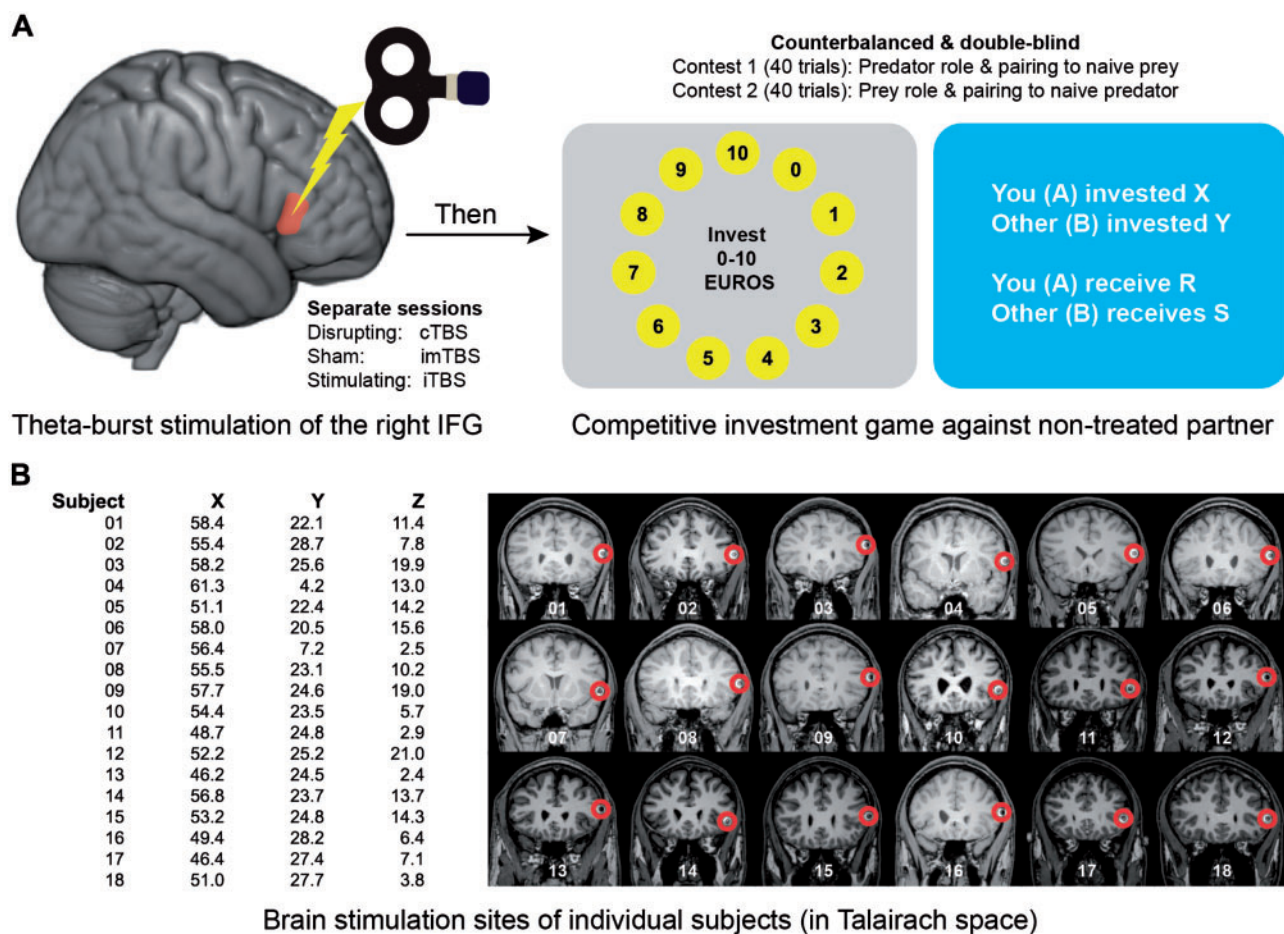 A
Counterbalanced & double-blind
Contest 1 (40 trials): Predator role & pairing to naive prey
Contest 2 (40 trials): Prey role & pairing to naive predator
Then
Separate sessions
Disrupting: cTBS
Sham: imTBS
Stimulating: iTBS
10
0
1
2
3
4
5
6
7
8
9
Invest
0-10
EUROS
You (A) invested X
Other (B) invested Y
You (A) receive R
Other (B) receives S
Theta-burst stimulation of the right IFG
Competitive investment game against non-treated partner
B
Subject X Y Z
01 58.4 22.1 11.4
02 55.4 28.7 7.8
03 58.2 25.6 19.9
04 61.3 4.2 13.0
05 51.1 22.4 14.2
06 58.0 20.5 15.6
07 56.4 7.2 2.5
08 55.5 23.1 10.2
09 57.7 24.6 19.0
10 54.4 23.5 5.7
11 48.7 24.8 2.9
12 52.2 25.2 21.0
13 46.2 24.5 2.4
14 56.8 23.7 13.7
15 53.2 24.8 14.3
16 49.4 28.2 6.4
17 46.4 27.4 7.1
18 51.0 27.7 3.8
01 02 03 04 05 06
07 08 09 10 11 12
13 14 15 16 17 18
Brain stimulation sites of individual subjects (in Talairach space)